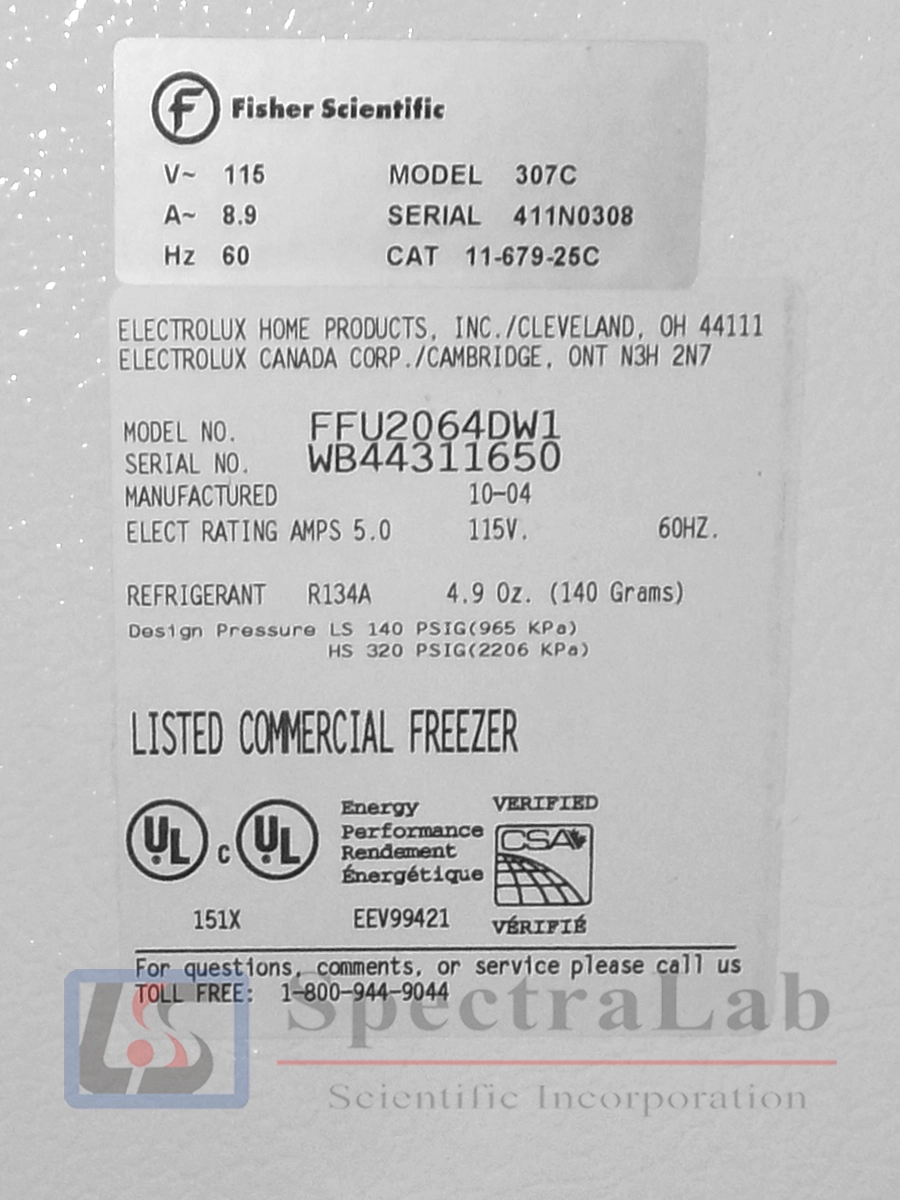 Fisher Scientific
V~ 115 MODEL 307C
A~ 8.9 SERIAL 411N0308
Hz 60 CAT 11-679-25C
ELECTROLUX HOME PRODUCTS, INC./CLEVELAND, OH 44111
ELECTROLUX CANADA CORP./CAMBRIDGE, ONT N3H 2N7
MODEL NO. FFU2064DW1
SERIAL NO. WB44311650
MANUFACTURED 10-04
ELECT RATING AMPS 5.0 115V. 60HZ.
REFRIGERANT R134A 4.9 Oz. (140 Grams)
Design Pressure LS 140 PSIG(965 KPa)
HS 320 PSIG(2206 KPa)
LISTED COMMERCIAL FREEZER
UL c UL
Energy
Performance
Rendement
Énergétique
VERIFIED
CSA
VÉRIFIÉ
151X EEV99421
For questions, comments, or service please call us
TOLL FREE: 1-800-944-9044
LS SpectraLab
Scientific Incorporation